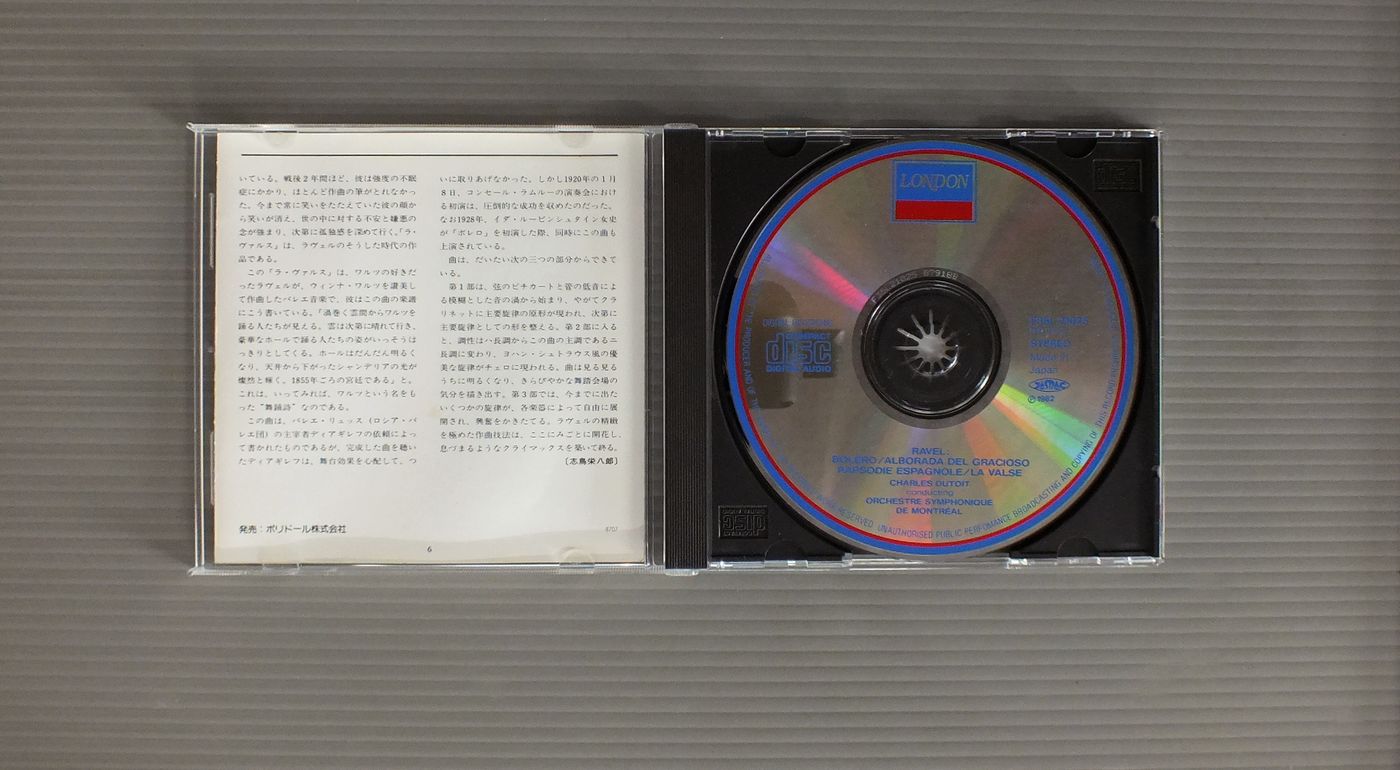 いている。戦後２年間ほど、彼は強度の不眠
症にかかり、ほとんど作曲の筆がとれなかっ
た。今まで常に笑いをたたえていた彼の顔か
ら笑いが消え、世の中に対する不安と嫌悪の
念が強まり、次第に孤独感を深めて行く。「ラ・
ヴァルス」は、ラヴェルのそうした時代の作
品である。
この「ラ・ヴァルス」は、ワルツの好きだ
ったラヴェルが、ウィンナ・ワルツを讃美し
て作曲したバレエ音楽で、彼はこの曲の楽譜
にこう書いている。「渦巻く雲間からワルツを
踊る人たちが見える。雲は次第に晴れて行き、
豪華なホールで踊る人たちの姿がいっそうは
っきりとしてくる。ホールはだんだん明るく
なり、天井から下がったシャンデリアの光が
燦然と輝く。1855年ごろの宮廷である」と。
これは、いってみれば、ワルツという名をも
った“舞踊詩”なのである。
この曲は、バレエ・リュッス（ロシア・バ
レエ団）の主宰者ディアギレフの依頼によっ
て書かれたものであるが、完成した曲を聴い
たディアギレフは、舞台効果を心配して、つ
いに取りあげなかった。しかし1920年の１月
８日、コンセール・ラムルーの演奏会におけ
る初演は、圧倒的な成功を収めたのだった。
なお1928年、イダ・ルービンシュタイン女史
が「ボレロ」を初演した際、同時にこの曲も
上演されている。
曲は、だいたい次の三つの部分からできて
いる。
第１部は、弦のピチカートと管の低音によ
る模糊とした音の渦から始まり、やがてクラ
リネットに主要旋律の原形が現われ、次第に
主要旋律としての形を整える。第２部に入る
と、調性はヘ長調からこの曲の主調であるニ
長調に変わり、ヨハン・シュトラウス風の優
美な旋律がチェロに現われる。曲は見る見る
うちに明るくなり、きらびやかな舞踏会場の
気分を描き出す。第３部では、今までに出た
いくつかの旋律が、各楽器によって自由に展
開され、興奮をかきたてる。ラヴェルの精緻
を極めた作曲技法は、ここにみごとに開花し、
息づまるようなクライマックスを築いて終る。
〔志鳥栄八郎〕
発売：ポリドール株式会社
8707
6
LONDON
COMPACT
disc
DIGITAL AUDIO
STEREO
Made in
Japan
JASRAC
Ⓟ 1982
RAVEL:
BOLERO/ALBORADA DEL GRACIOSO
RAPSODIE ESPAGNOLE/LA VALSE
CHARLES DUTOIT
conducting
ORCHESTRE SYMPHONIQUE
DE MONTRÉAL
RESERVED UNAUTHORISED PUBLIC PERFOMANCE BROADCASTING AND COPYING OF THIS RECORD